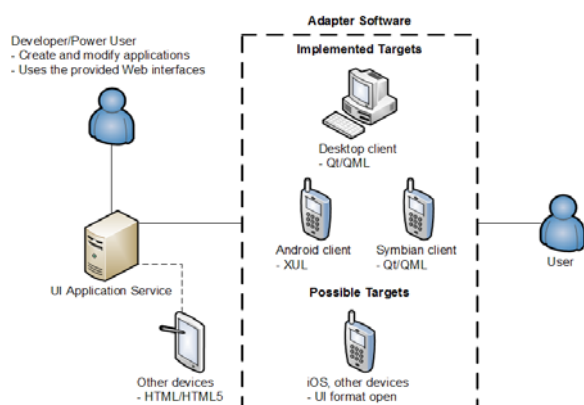 Adapter Software
Developer/Power User
- Create and modify applications
- Uses the provided Web interfaces
Implemented Targets
Desktop client
- Qt/QML
Android client
- XUL
Symbian client
- Qt/QML
User
UI Application Service
Possible Targets
Other devices
- HTML/HTML5
iOS, other devices
- UI format open